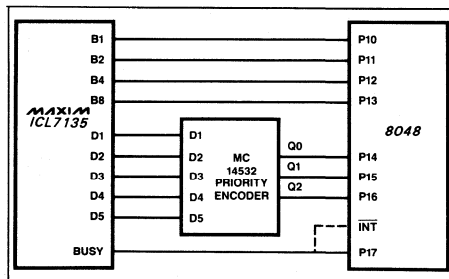 B1
B2
B4
B8
MAXIM
ICL7135
D1
D2
D3
D4
D5
BUSY
D1
D2
D3
D4
D5
MC
14532
PRIORITY
ENCODER
Q0
Q1
Q2
P10
P11
P12
P13
8048
P14
P15
P16
INT
P17